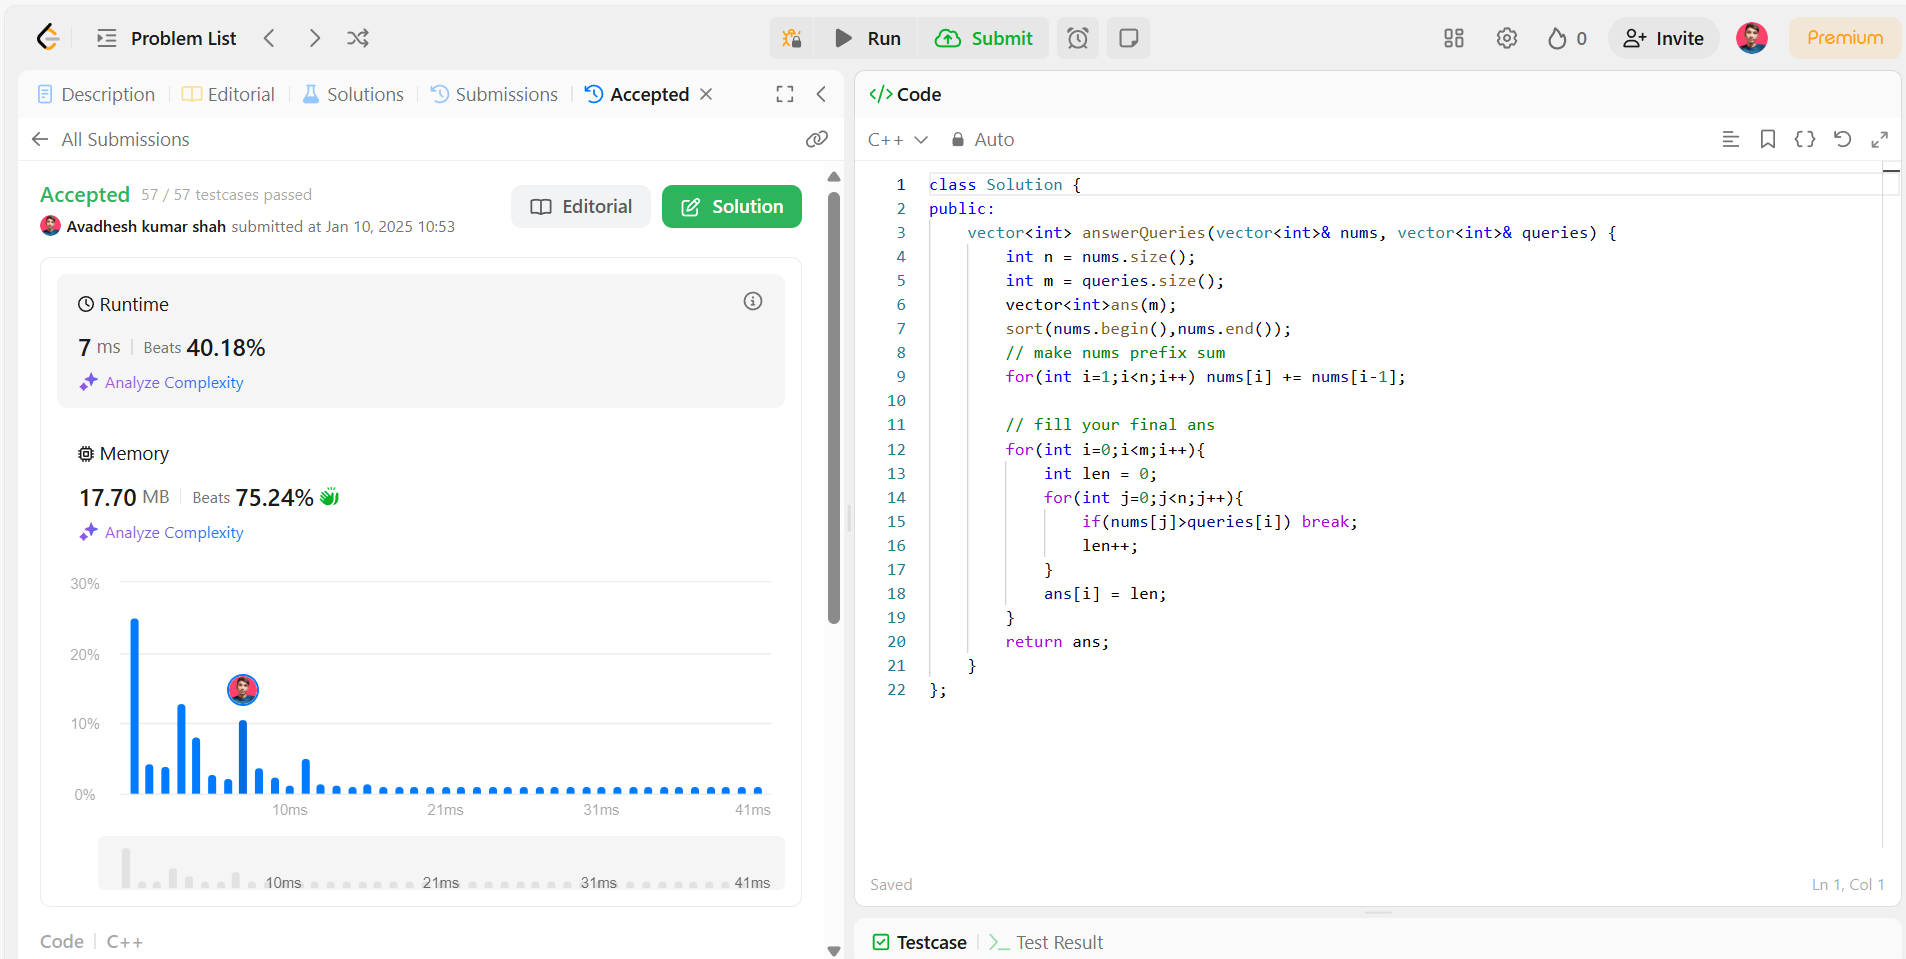 Problem List
Run
Submit
0
Invite
Premium
Description
Editorial
Solutions
Submissions
Accepted
All Submissions
Accepted 57 / 57 testcases passed
Avadhesh kumar shah submitted at Jan 10, 2025 10:53
Editorial
Solution
Runtime
7 ms Beats 40.18%
Analyze Complexity
Memory
17.70 MB Beats 75.24%
Analyze Complexity
30%
20%
10%
0%
10ms 21ms 31ms 41ms
10ms 21ms 31ms 41ms
Code C++
</> Code
C++ Auto
1 class Solution {
2 public:
3 vector<int> answerQueries(vector<int>& nums, vector<int>& queries) {
4 int n = nums.size();
5 int m = queries.size();
6 vector<int>ans(m);
7 sort(nums.begin(),nums.end());
8 // make nums prefix sum
9 for(int i=1;i<n;i++) nums[i] += nums[i-1];
10
11 // fill your final ans
12 for(int i=0;i<m;i++){
13 int len = 0;
14 for(int j=0;j<n;j++){
15 if(nums[j]>queries[i]) break;
16 len++;
17 }
18 ans[i] = len;
19 }
20 return ans;
21 }
22 };
Saved
Ln 1, Col 1
Testcase
Test Result